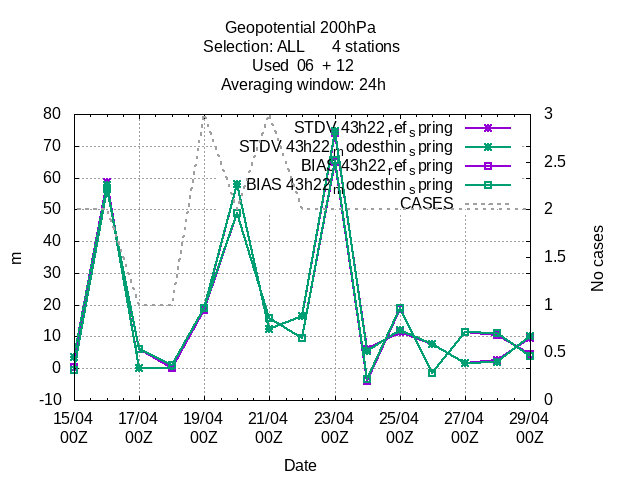 Geopotential 200hPa
Selection: ALL 4 stations
Used 06 + 12
Averaging window: 24h
80
70
60
50
40
30
20
10
0
-10
m
3
2.5
2
1.5
1
0.5
0
No cases
STDV 43h22_ref_spring
STDV 43h22_modesthin_spring
BIAS 43h22_ref_spring
BIAS 43h22_modesthin_spring
CASES
15/04 17/04 19/04 21/04 23/04 25/04 27/04 29/04
00Z 00Z 00Z 00Z 00Z 00Z 00Z 00Z
Date